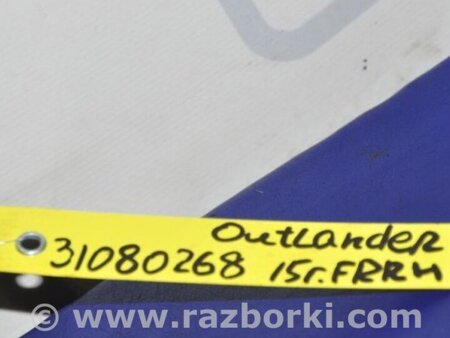 Outlander
31080268 15г. FRRH
© www.razborki.com